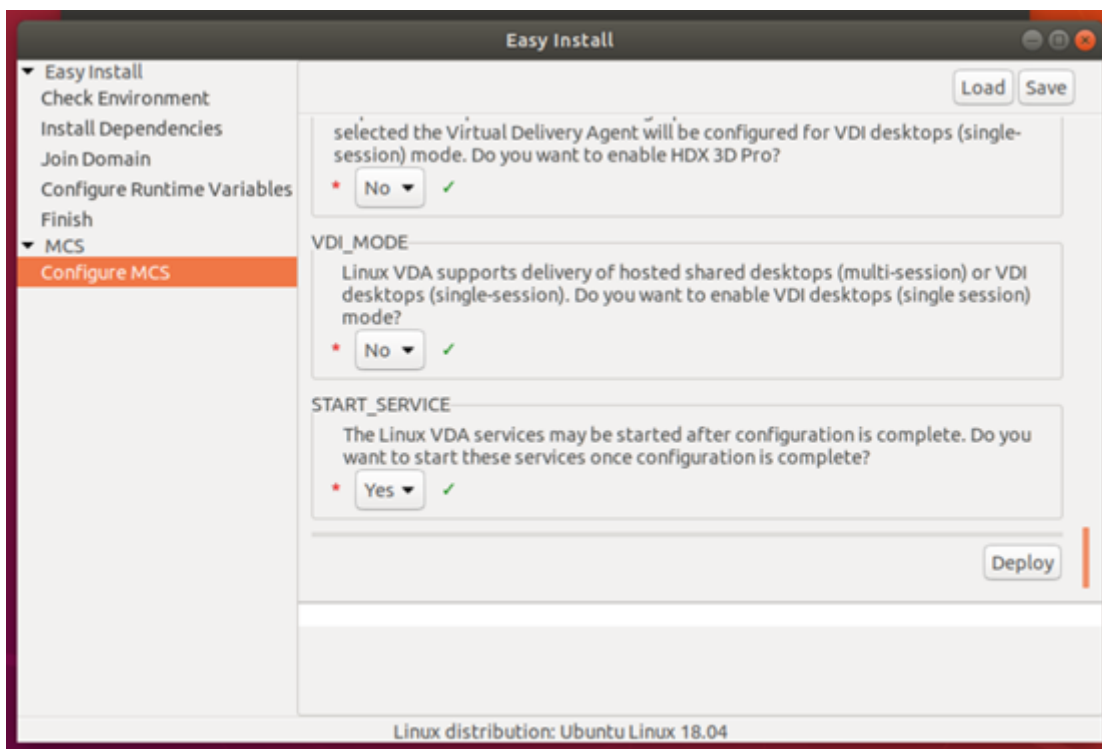 Easy Install
Easy Install
Check Environment
Install Dependencies
Join Domain
Configure Runtime Variables
Finish
MCS
Configure MCS
Load Save
selected the Virtual Delivery Agent will be configured for VDI desktops (single-
session) mode. Do you want to enable HDX 3D Pro?
* No ✓
VDI_MODE
Linux VDA supports delivery of hosted shared desktops (multi-session) or VDI
desktops (single-session). Do you want to enable VDI desktops (single session)
mode?
* No ✓
START_SERVICE
The Linux VDA services may be started after configuration is complete. Do you
want to start these services once configuration is complete?
* Yes ✓
Deploy
Linux distribution: Ubuntu Linux 18.04